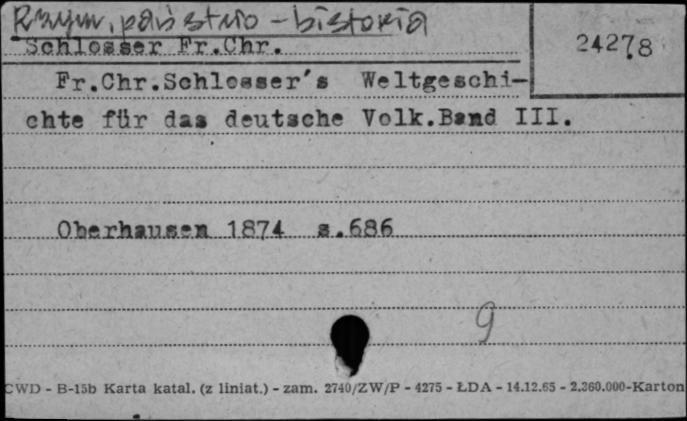 Rzym, państwo - historia
Schlosser Fr.Chr.
24278
Fr.Chr.Schlosser's Weltgeschi-
chte für das deutsche Volk.Band III.
Oberhausen 1874 s.686
9
CWD - B-15b Karta katal. (z liniat.) - zam. 2740/ZW/P - 4275 - ŁDA - 14.12.65 - 2.360.000-Karton